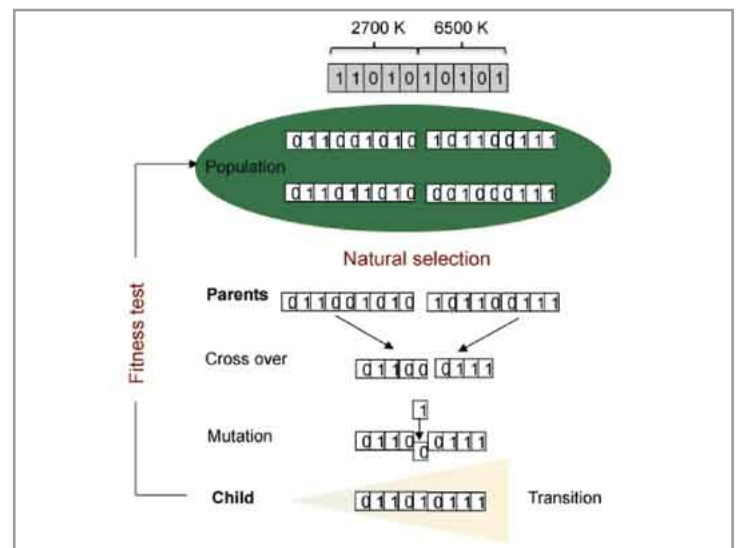 2700 K 6500 K
1 1 0 1 0 1 0 1 0 1
0 1 1 0 0 1 0 1 0 1 0 1 1 0 0 1 1 1
Population
0 1 1 0 1 1 0 1 0 0 0 1 0 0 0 1 1 1
Natural selection
Parents 0 1 1 0 0 1 0 1 0 1 0 1 1 0 0 1 1 1
Cross over 0 1 1 0 0 0 1 1 1
1
Mutation 0 1 1 0 0 1 1 1
0
Child 0 1 1 0 1 0 1 1 1 Transition
Fitness test